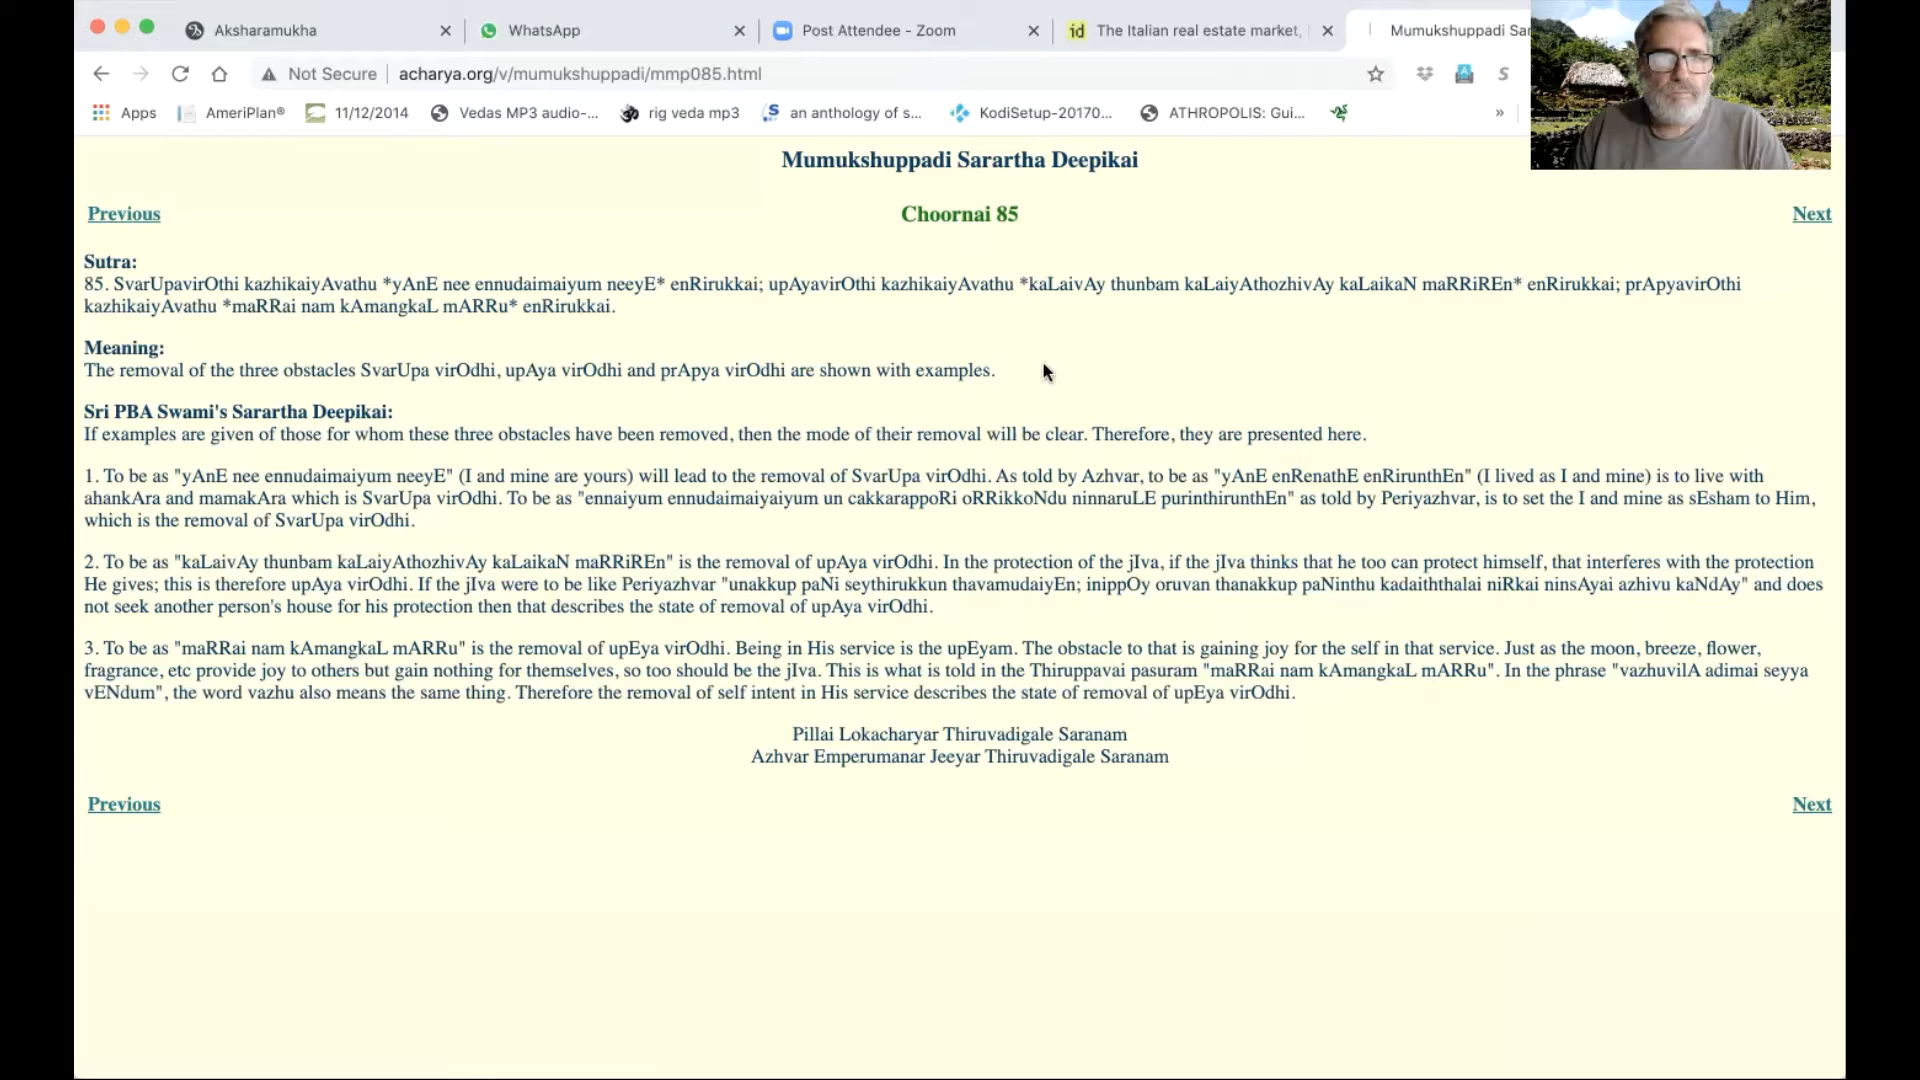 Aksharamukha
WhatsApp
Post Attendee - Zoom
id The Italian real estate market,
Mumukshuppadi Sar
Not Secure acharya.org/v/mumukshuppadi/mmp085.html
Apps AmeriPlan® 11/12/2014 Vedas MP3 audio-... rig veda mp3 an anthology of s... KodiSetup-20170... ATHROPOLIS: Gui... »
Mumukshuppadi Sarartha Deepikai
Previous Choornai 85 Next
Sutra:
85. SvarUpavirOthi kazhikaiyAvathu *yAnE nee ennudaimaiyum neeyE* enRirukkai; upAyavirOthi kazhikaiyAvathu *kaLaivAy thunbam kaLaiyAthozhivAy kaLaikaN maRRiREn* enRirukkai; prApyavirOthi
kazhikaiyAvathu *maRRai nam kAmangkaL mARRu* enRirukkai.
Meaning:
The removal of the three obstacles SvarUpa virOdhi, upAya virOdhi and prApya virOdhi are shown with examples.
Sri PBA Swami's Sarartha Deepikai:
If examples are given of those for whom these three obstacles have been removed, then the mode of their removal will be clear. Therefore, they are presented here.
1. To be as "yAnE nee ennudaimaiyum neeyE" (I and mine are yours) will lead to the removal of SvarUpa virOdhi. As told by Azhvar, to be as "yAnE enRenathE enRirunthEn" (I lived as I and mine) is to live with
ahankAra and mamakAra which is SvarUpa virOdhi. To be as "ennaiyum ennudaimaiyaiyum un cakkarappoRi oRRikkoNdu ninnaruLE purinthirunthEn" as told by Periyazhvar, is to set the I and mine as sEsham to Him,
which is the removal of SvarUpa virOdhi.
2. To be as "kaLaivAy thunbam kaLaiyAthozhivAy kaLaikaN maRRiREn" is the removal of upAya virOdhi. In the protection of the jIva, if the jIva thinks that he too can protect himself, that interferes with the protection
He gives; this is therefore upAya virOdhi. If the jIva were to be like Periyazhvar "unakkup paNi seythirukkun thavamudaiyEn; inippOy oruvan thanakkup paNinthu kadaiththalai niRkai ninsAyai azhivu kaNdAy" and does
not seek another person's house for his protection then that describes the state of removal of upAya virOdhi.
3. To be as "maRRai nam kAmangkaL mARRu" is the removal of upEya virOdhi. Being in His service is the upEyam. The obstacle to that is gaining joy for the self in that service. Just as the moon, breeze, flower,
fragrance, etc provide joy to others but gain nothing for themselves, so too should be the jIva. This is what is told in the Thiruppavai pasuram "maRRai nam kAmangkaL mARRu". In the phrase "vazhuvilA adimai seyya
vENdum", the word vazhu also means the same thing. Therefore the removal of self intent in His service describes the state of removal of upEya virOdhi.
Pillai Lokacharyar Thiruvadigale Saranam
Azhvar Emperumanar Jeeyar Thiruvadigale Saranam
Previous Next